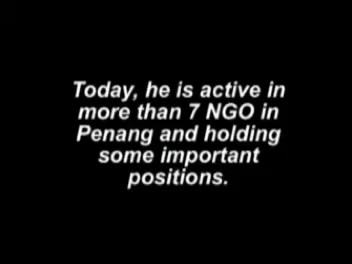 Today, he is active in
more than 7 NGO in
Penang and holding
some important
positions.